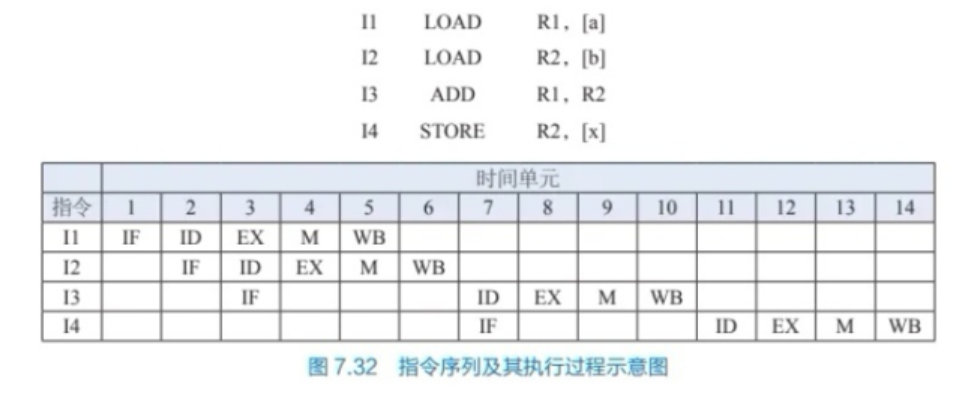 I1 LOAD R1, [a]
I2 LOAD R2, [b]
I3 ADD R1, R2
I4 STORE R2, [x]
时间单元
指令 1 2 3 4 5 6 7 8 9 10 11 12 13 14
I1 IF ID EX M WB
I2 IF ID EX M WB
I3 IF ID EX M WB
I4 IF ID EX M WB
图 7.32 指令序列及其执行过程示意图